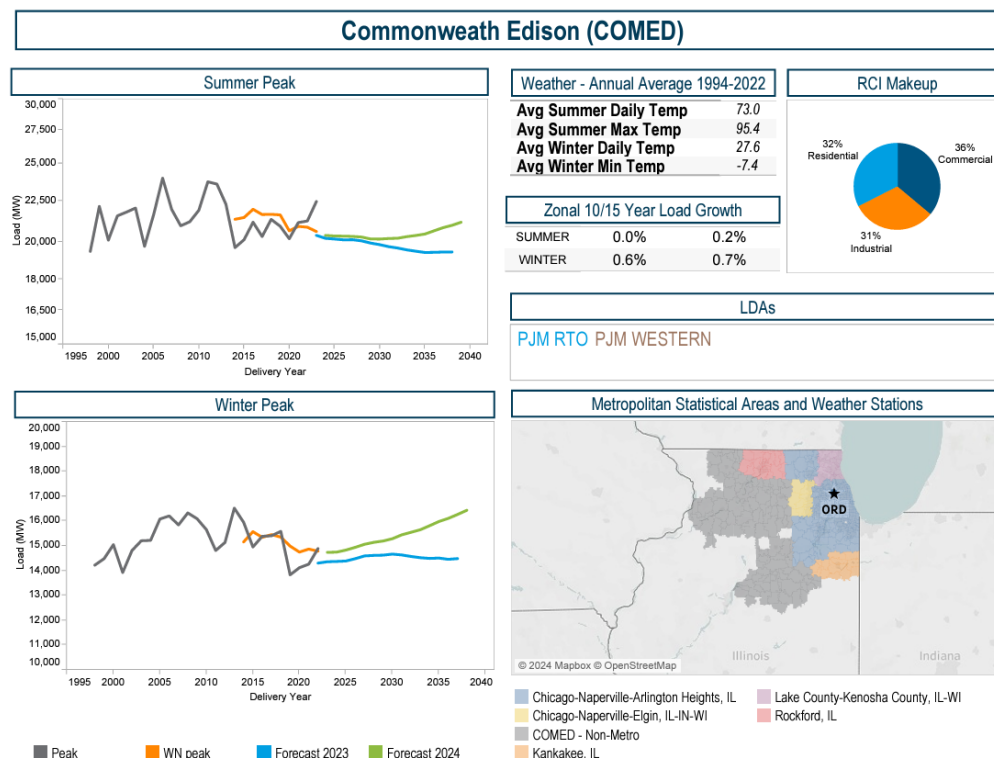 Commonweath Edison (COMED)
Summer Peak
30,000
27,500
25,000
22,500
20,000
18,000
16,500
15,000
Load (MW)
1995 2000 2005 2010 2015 2020 2025 2030 2035 2040
Delivery Year
Weather - Annual Average 1994-2022
Avg Summer Daily Temp 73.0
Avg Summer Max Temp 95.4
Avg Winter Daily Temp 27.6
Avg Winter Min Temp -7.4
RCI Makeup
32%
Residential
36%
Commercial
31%
Industrial
Zonal 10/15 Year Load Growth
SUMMER 0.0% 0.2%
WINTER 0.6% 0.7%
LDAs
PJM RTO PJM WESTERN
Winter Peak
20,000
19,000
18,000
17,000
16,000
15,000
14,000
13,000
12,000
11,000
10,000
Load (MW)
1995 2000 2005 2010 2015 2020 2025 2030 2035 2040
Delivery Year
Metropolitan Statistical Areas and Weather Stations
ORD
Illinois
Indiana
© 2024 Mapbox © OpenStreetMap
Chicago-Naperville-Arlington Heights, IL
Chicago-Naperville-Elgin, IL-IN-WI
COMED - Non-Metro
Kankakee, IL
Lake County-Kenosha County, IL-WI
Rockford, IL
Peak WN peak Forecast 2023 Forecast 2024